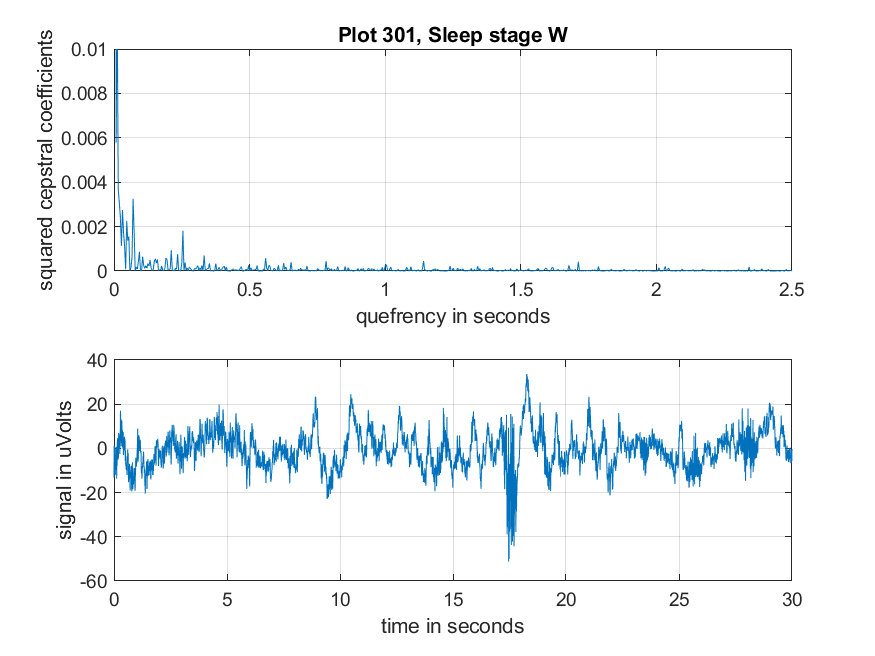 Plot 301, Sleep stage W
squared cepstral coefficients
0.01
0.008
0.006
0.004
0.002
0
0 0.5 1 1.5 2 2.5
quefrency in seconds
signal in uVolts
40
20
0
-20
-40
-60
0 5 10 15 20 25 30
time in seconds